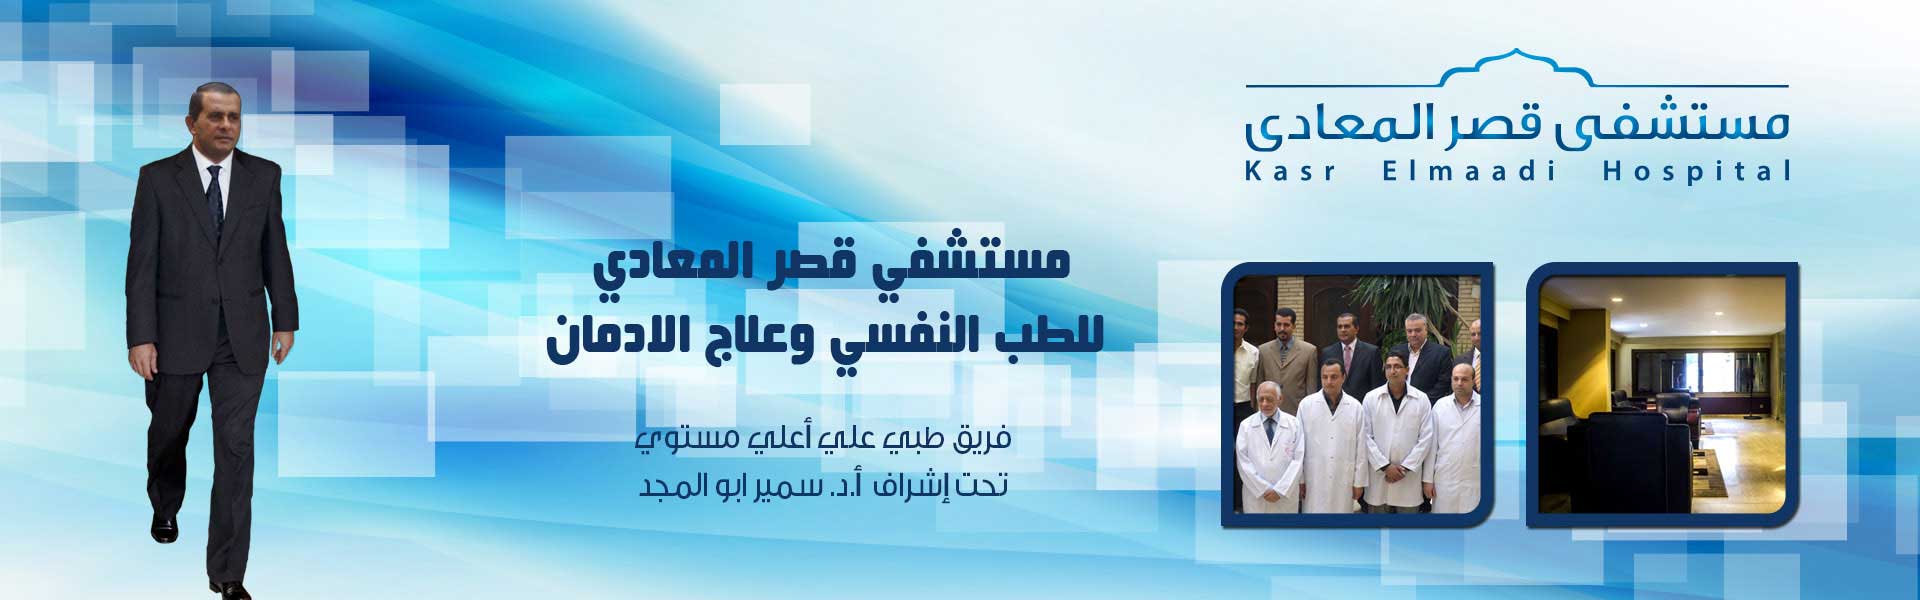 مستشفى قصر المعادى
Kasr Elmaadi Hospital
مستشفي قصر المعادي
للطب النفسي وعلاج الادمان
فريق طبي علي أعلي مستوي
تحت إشراف أ.د. سمير ابو المجد